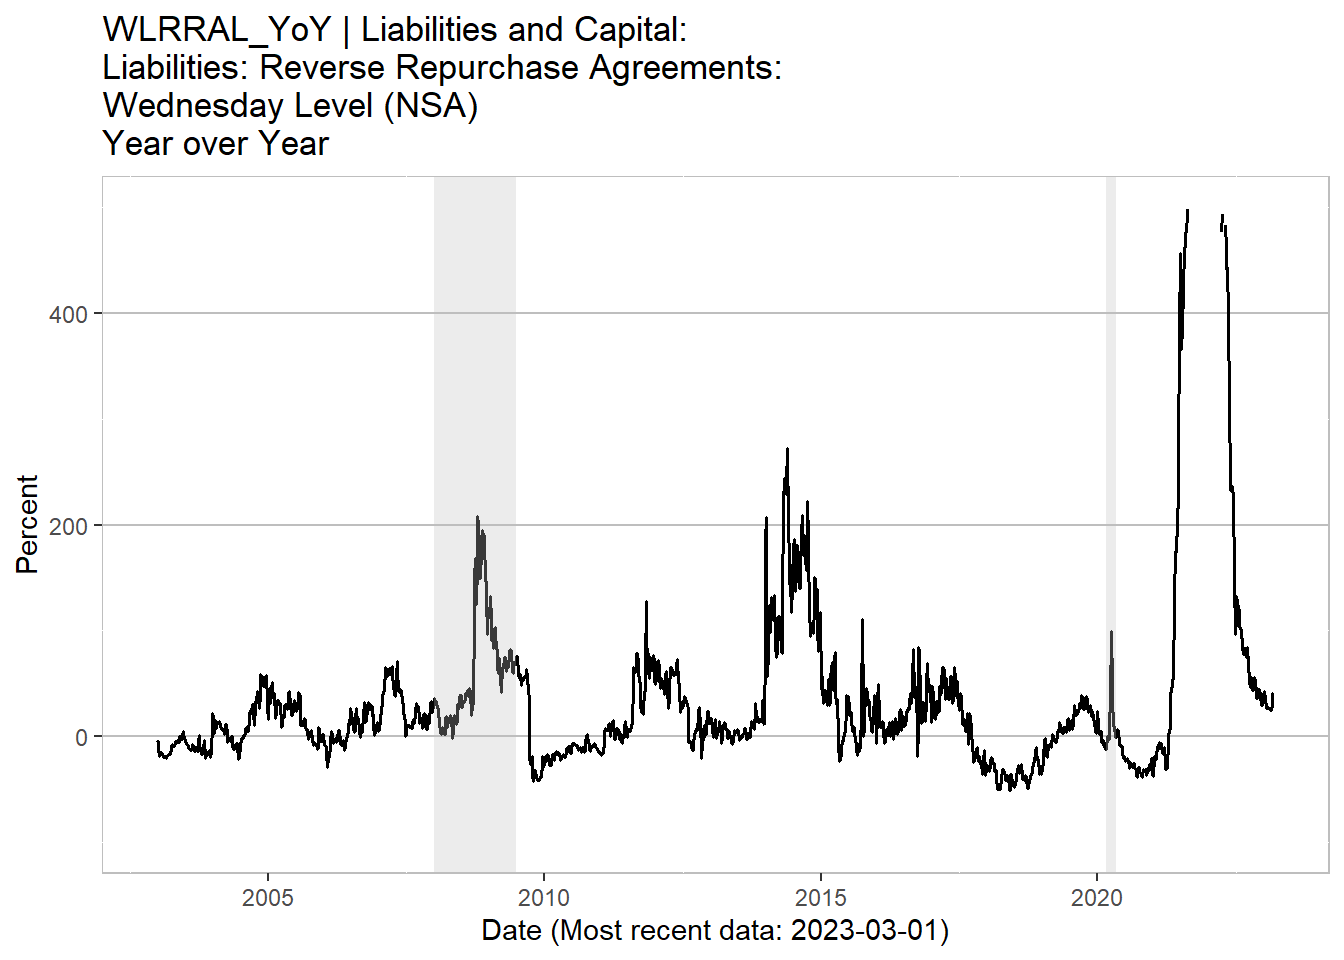 WLRRAL_YoY | Liabilities and Capital:
Liabilities: Reverse Repurchase Agreements:
Wednesday Level (NSA)
Year over Year
Percent
400
200
0
2005
2010
2015
2020
Date (Most recent data: 2023-03-01)